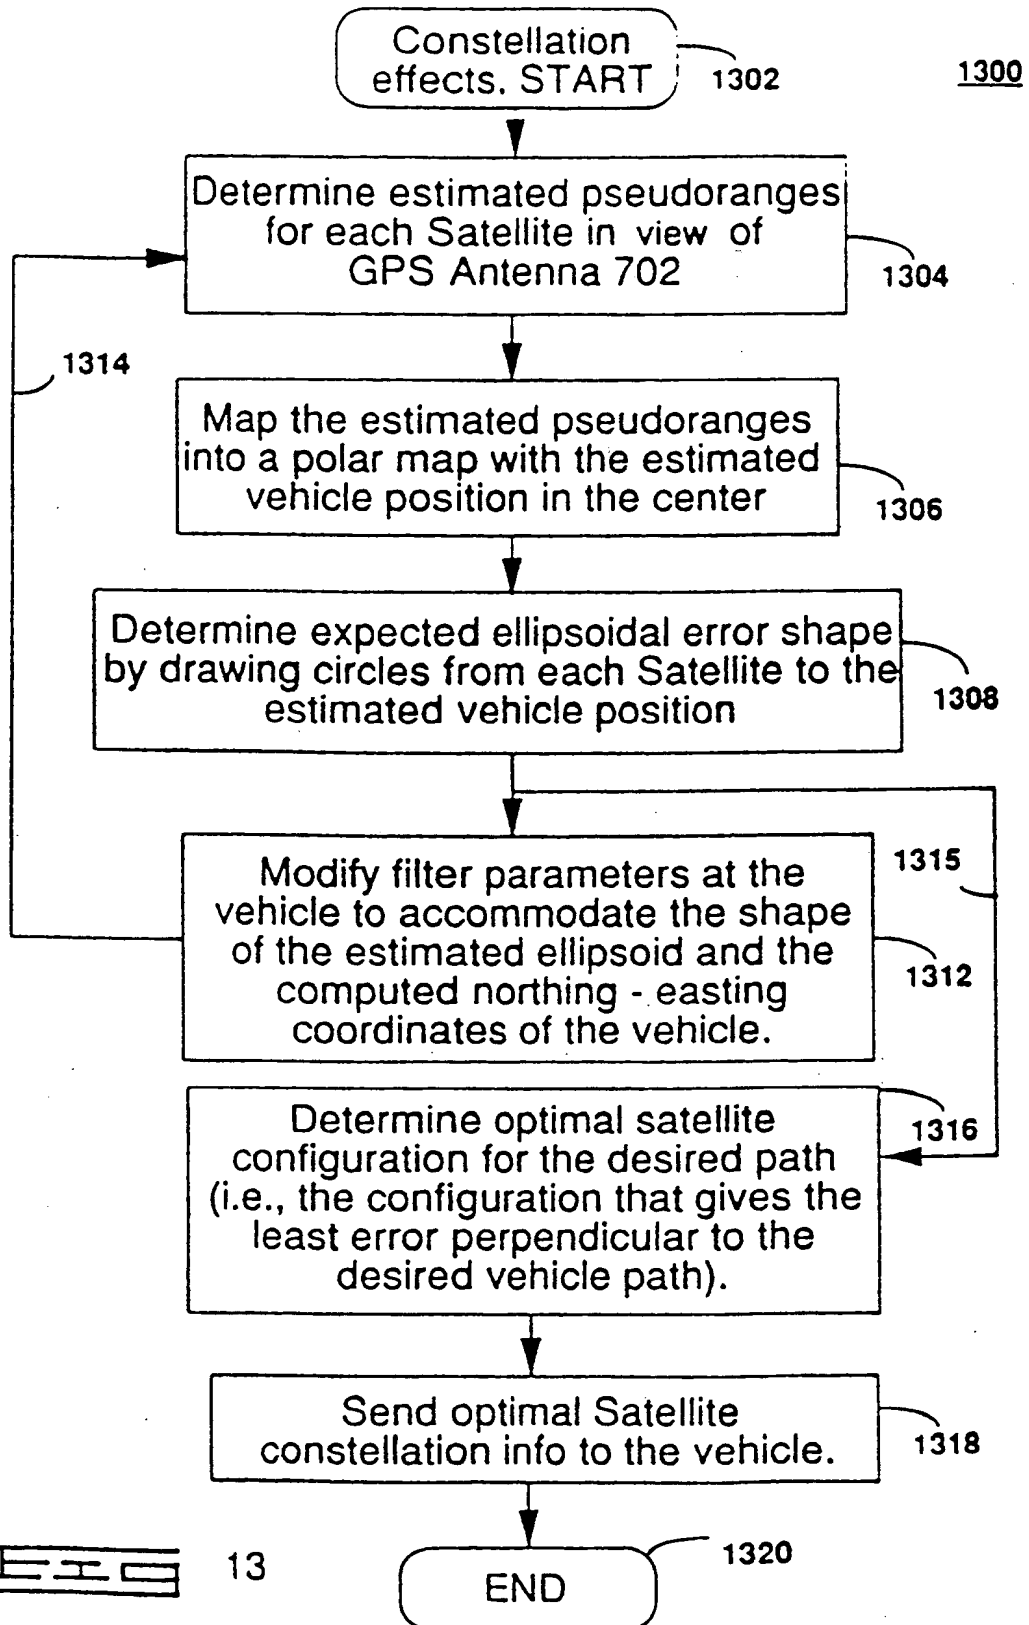 Constellation
effects. START
1302
1300
Determine estimated pseudoranges
for each Satellite in view of
GPS Antenna 702
1304
1314
Map the estimated pseudoranges
into a polar map with the estimated
vehicle position in the center
1306
Determine expected ellipsoidal error shape
by drawing circles from each Satellite to the
estimated vehicle position
1308
1315
Modify filter parameters at the
vehicle to accommodate the shape
of the estimated ellipsoid and the
computed northing - easting
coordinates of the vehicle.
1312
Determine optimal satellite
configuration for the desired path
(i.e., the configuration that gives the
least error perpendicular to the
desired vehicle path).
1316
Send optimal Satellite
constellation info to the vehicle.
1318
END
1320
FIG 13